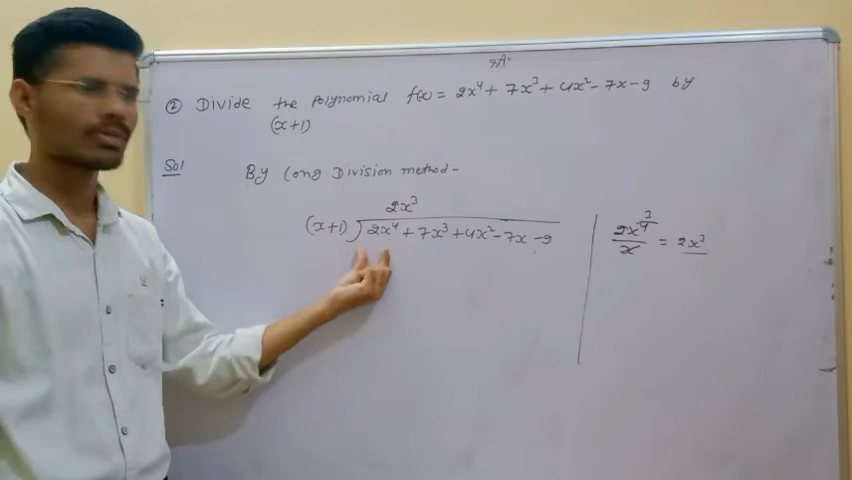 ② Divide the Polynomial f(x) = 2x⁴ + 7x³ + 4x² - 7x - 9 by
(x+1)
Sol By Long Division method-
2x³
(x+1) ) 2x⁴ + 7x³ + 4x² - 7x - 9
2x⁴/x = 2x³
3